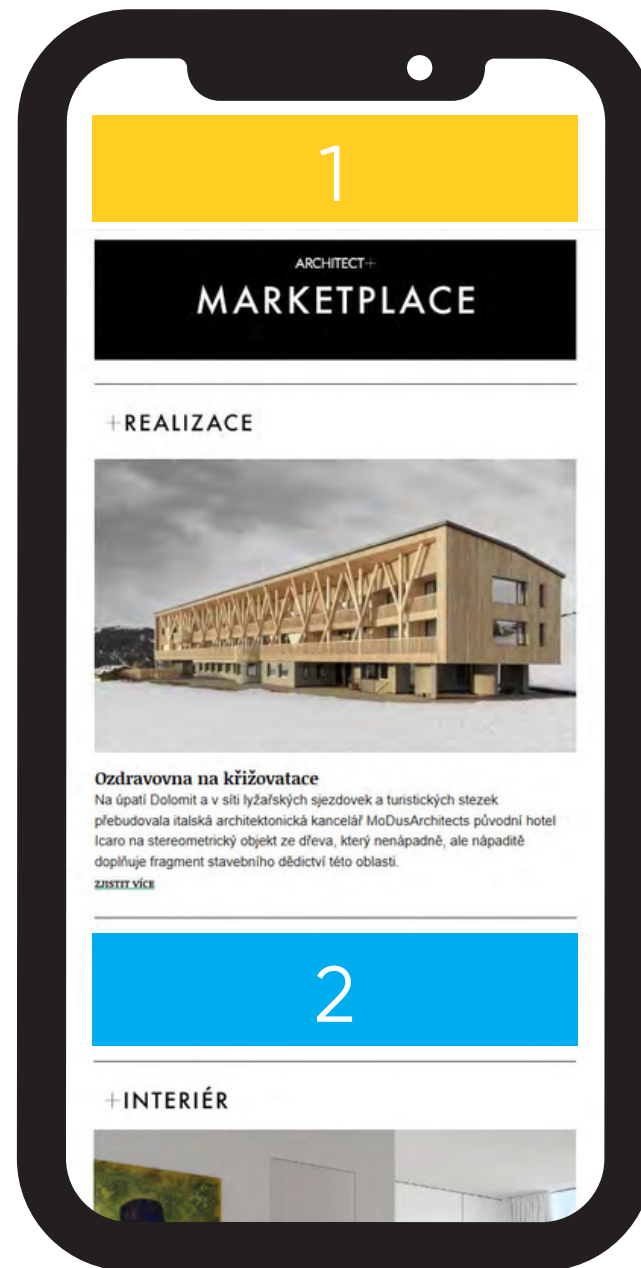 1
ARCHITECT+
MARKETPLACE
+REALIZACE
Ozdravovna na křižovatace
Na úpatí Dolomit a v síti lyžařských sjezdovek a turistických stezek
přebudovala italská architektonická kancelář MoDusArchitects původní hotel
Icaro na stereometrický objekt ze dřeva, který nenápadně, ale nápaditě
doplňuje fragment stavebního dědictví této oblasti.
ZJISTIT VÍCE
2
+INTERIÉR